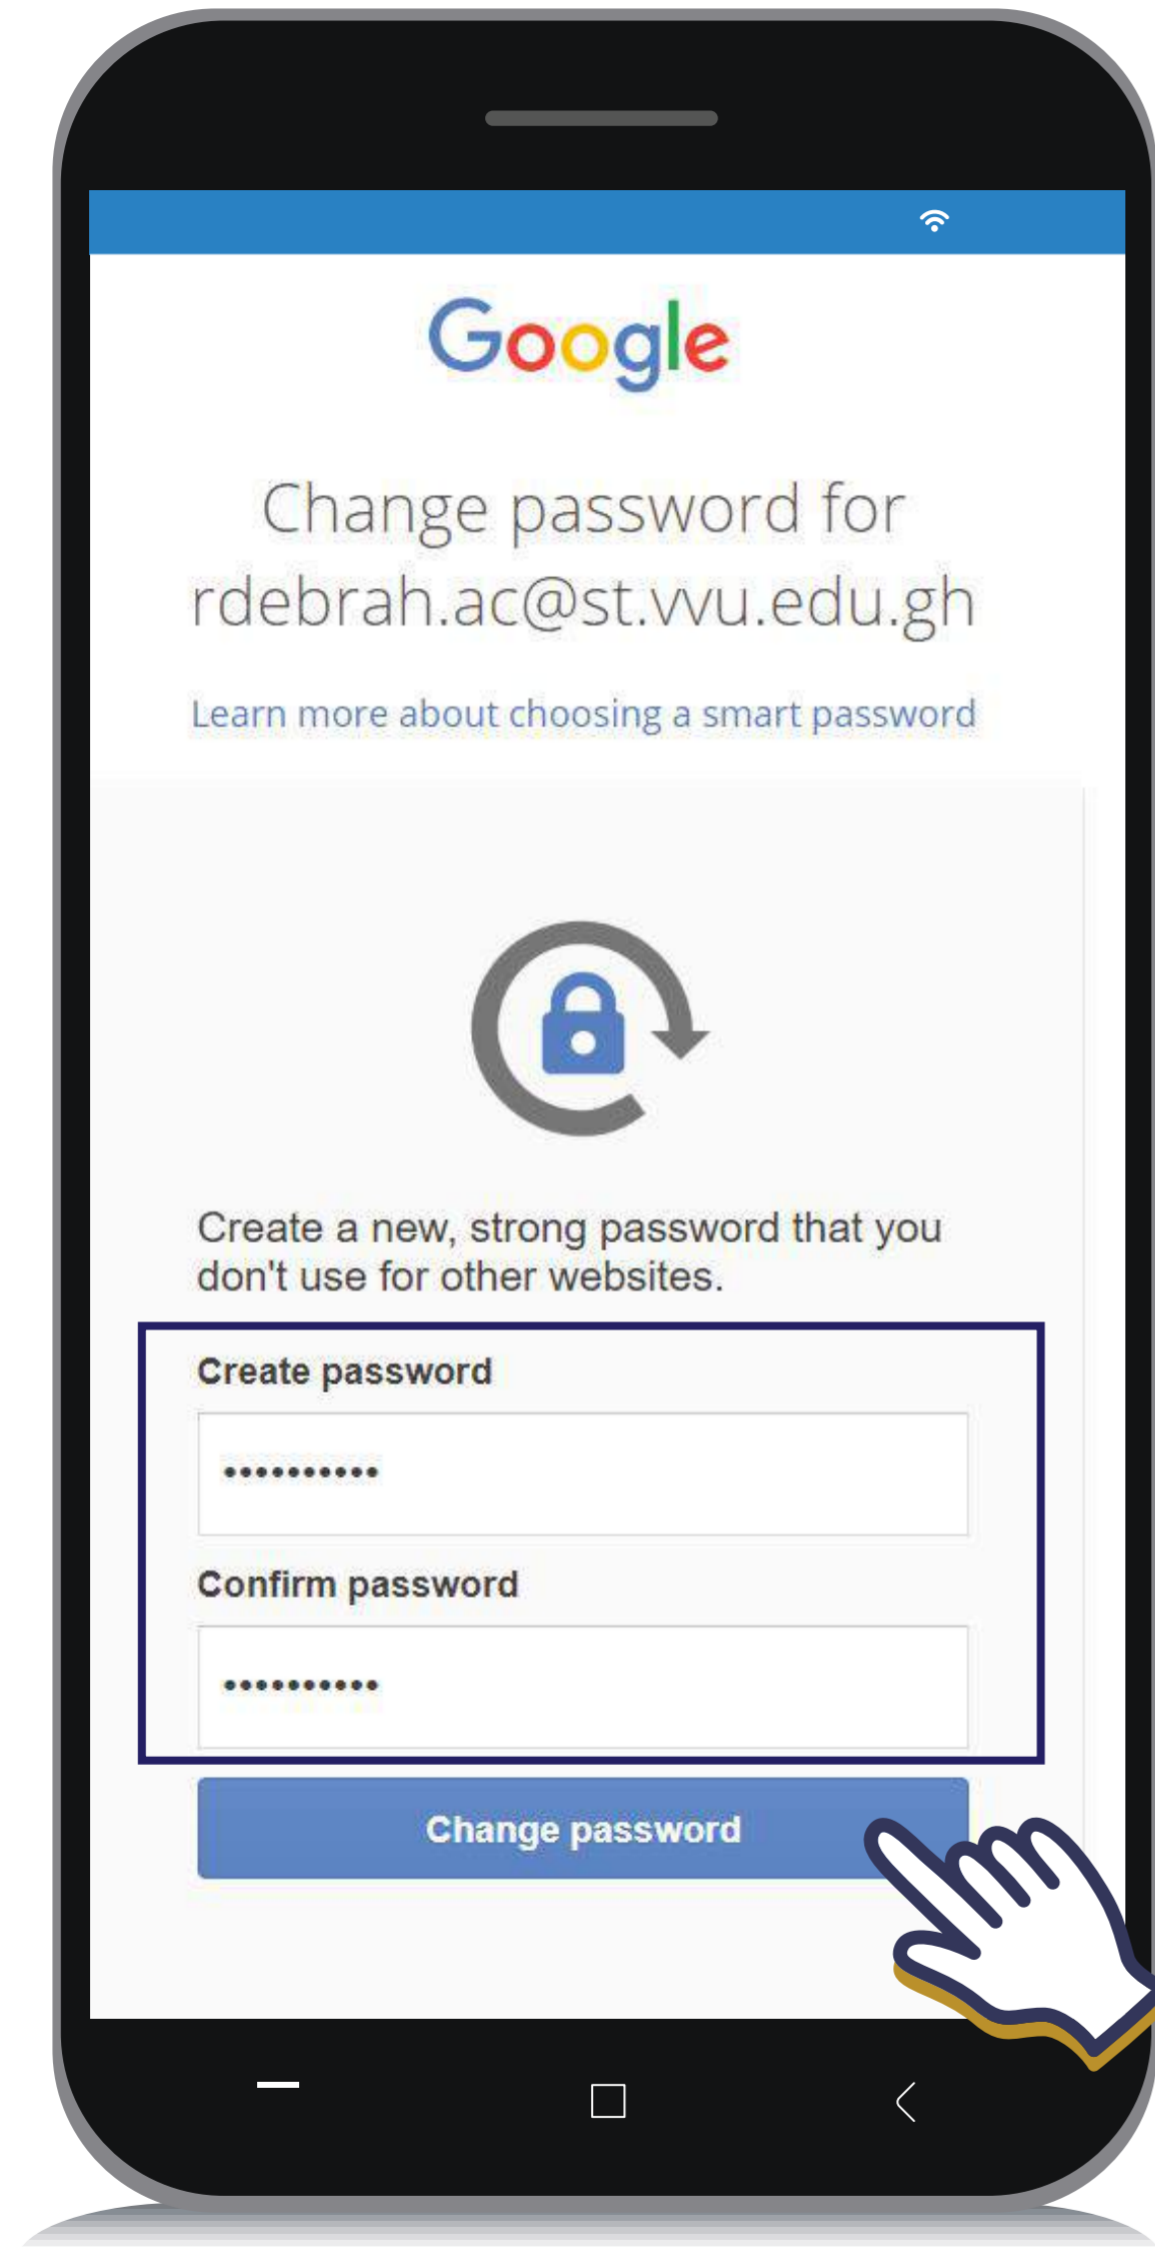 Google
Change password for
rdebrah.ac@st.vvu.edu.gh
Learn more about choosing a smart password
Create a new, strong password that you
don't use for other websites.
Create password
••••••••••
Confirm password
••••••••••
Change password